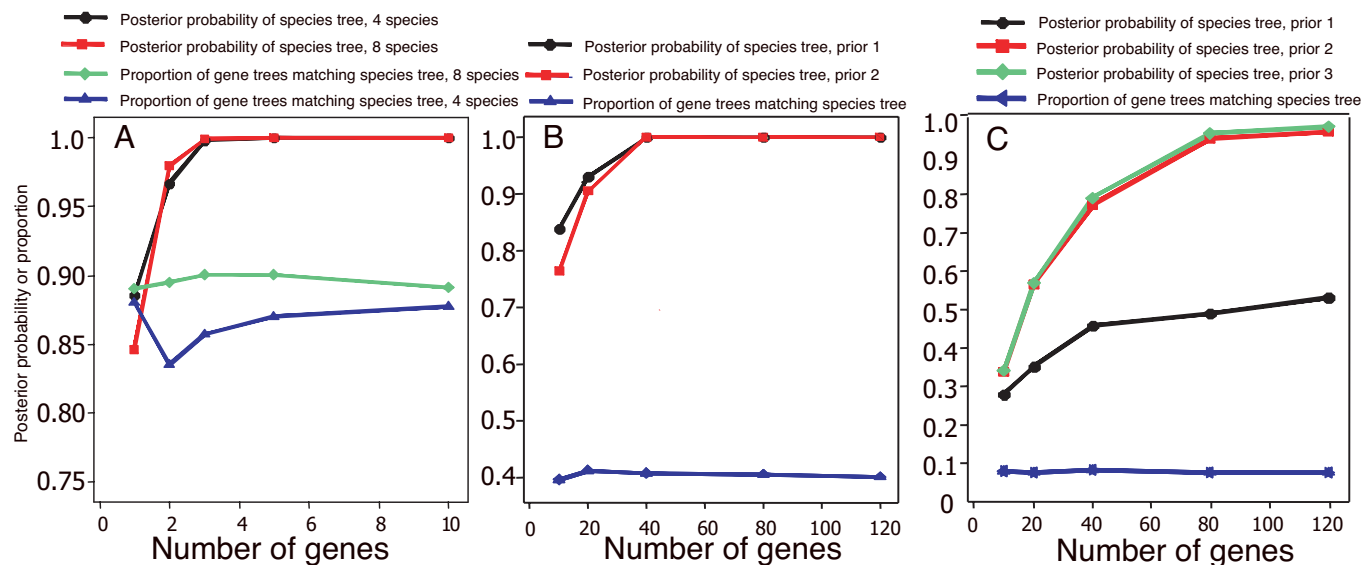 Posterior probability of species tree, 4 species
Posterior probability of species tree, 8 species
Proportion of gene trees matching species tree, 8 species
Proportion of gene trees matching species tree, 4 species
A
Posterior probability or proportion
1.0
0.95
0.90
0.85
0.80
0.75
0 2 4 6 8 10
Number of genes
Posterior probability of species tree, prior 1
Posterior probability of species tree, prior 2
Proportion of gene trees matching species tree
B
1.0
0.9
0.8
0.7
0.6
0.5
0.4
0 20 40 60 80 100 120
Number of genes
Posterior probability of species tree, prior 1
Posterior probability of species tree, prior 2
Posterior probability of species tree, prior 3
Proportion of gene trees matching species tree
C
1.0
0.9
0.8
0.7
0.6
0.5
0.4
0.3
0.2
0.1
0
0 20 40 60 80 100 120
Number of genes